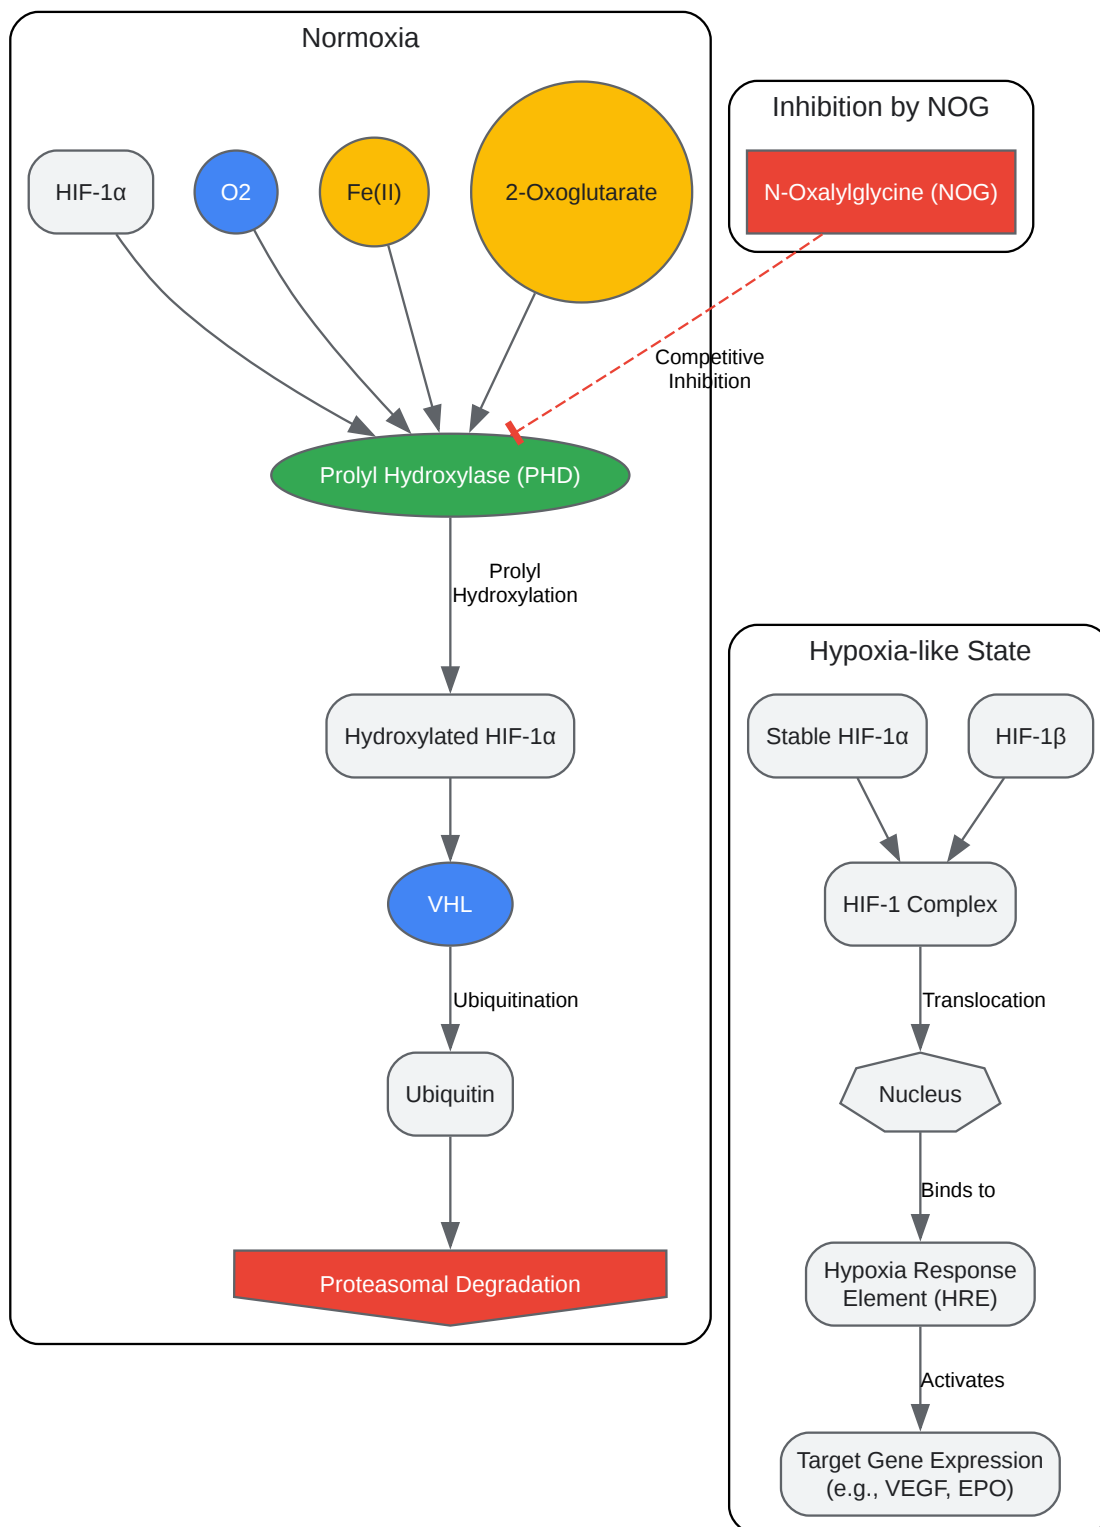 Normoxia
HIF-1α
O2
Fe(II)
2-Oxoglutarate
Inhibition by NOG
N-Oxalylglycine (NOG)
Competitive
Inhibition
Prolyl Hydroxylase (PHD)
Prolyl
Hydroxylation
Hydroxylated HIF-1α
VHL
Ubiquitination
Ubiquitin
Proteasomal Degradation
Hypoxia-like State
Stable HIF-1α
HIF-1β
HIF-1 Complex
Translocation
Nucleus
Binds to
Hypoxia Response
Element (HRE)
Activates
Target Gene Expression
(e.g., VEGF, EPO)